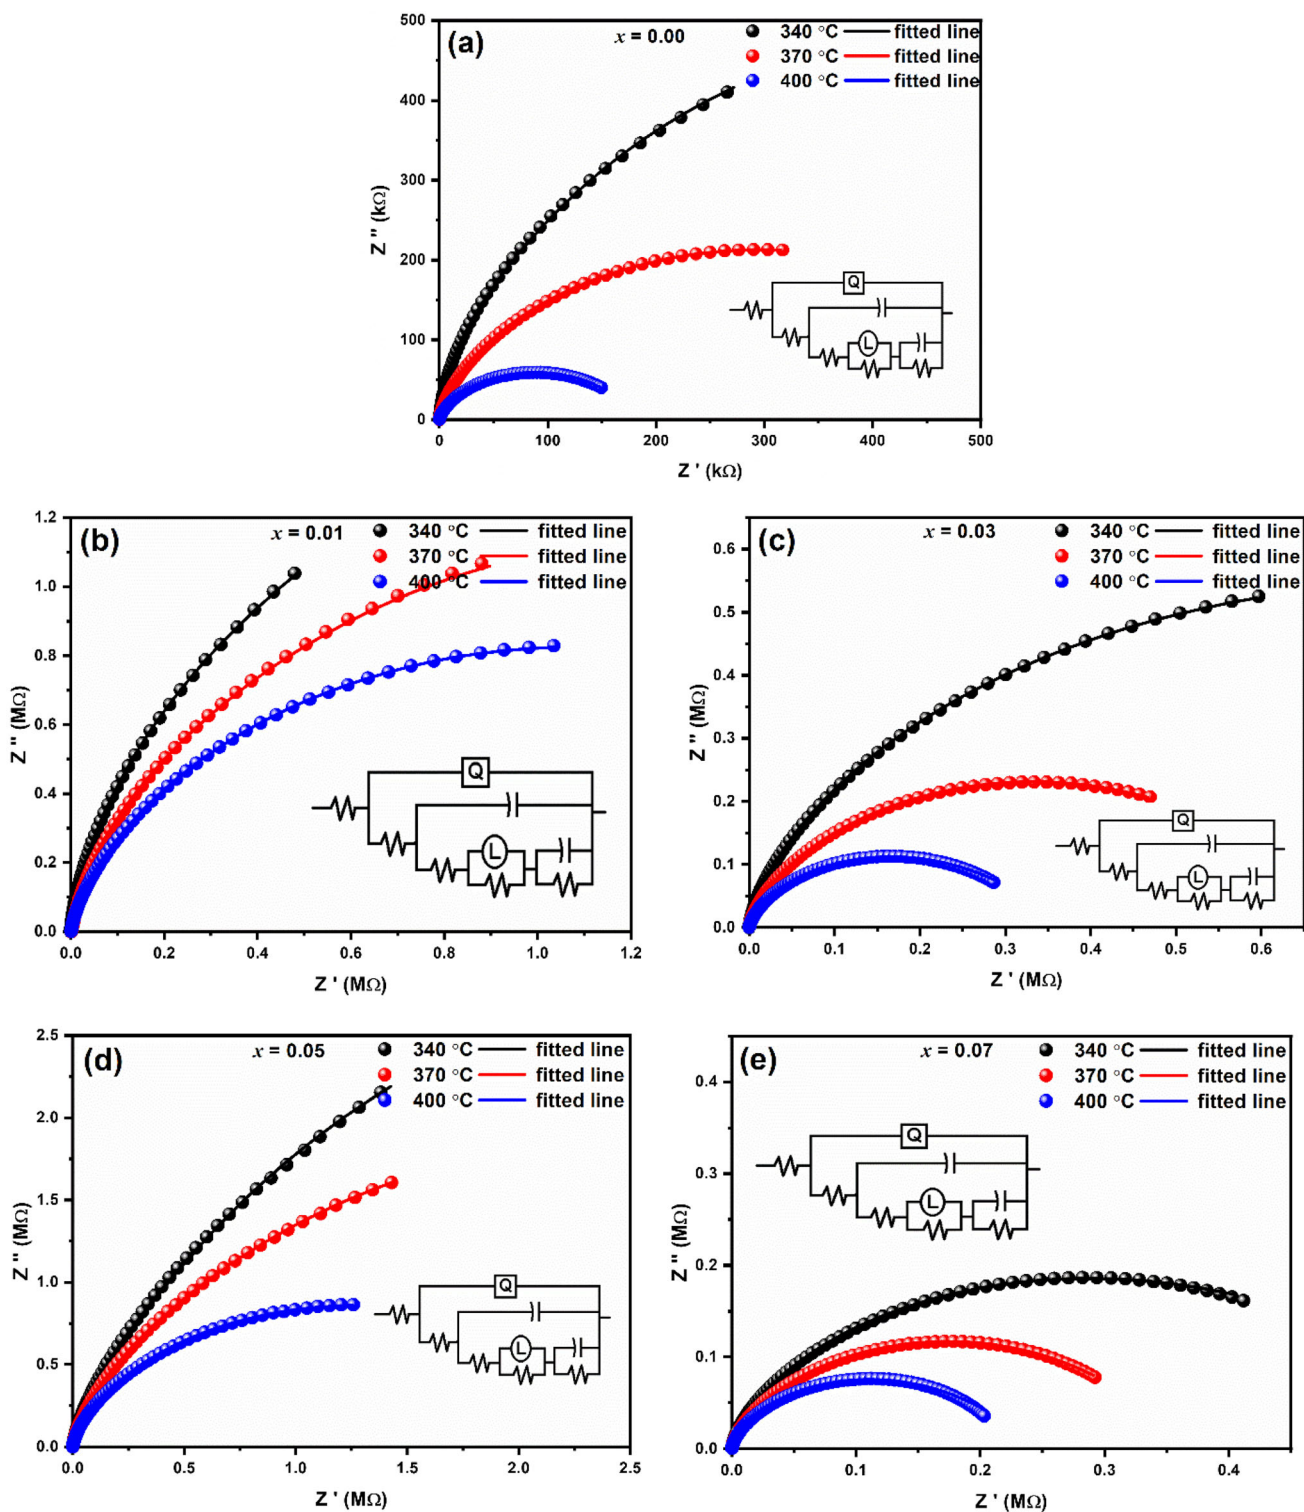 (a)
x = 0.00
340 °C fitted line
370 °C fitted line
400 °C fitted line
500
400
300
200
100
0
Z '' (kΩ)
Q
L
0 100 200 300 400 500
Z ' (kΩ)
(b)
x = 0.01
340 °C fitted line
370 °C fitted line
400 °C fitted line
1.2
1.0
0.8
0.6
0.4
0.2
0.0
Z '' (MΩ)
Q
L
0.0 0.2 0.4 0.6 0.8 1.0 1.2
Z ' (MΩ)
(c)
x = 0.03
340 °C fitted line
370 °C fitted line
400 °C fitted line
0.6
0.5
0.4
0.3
0.2
0.1
0.0
Z '' (MΩ)
Q
L
0.0 0.1 0.2 0.3 0.4 0.5 0.6
Z ' (MΩ)
(d)
x = 0.05
340 °C fitted line
370 °C fitted line
400 °C fitted line
2.5
2.0
1.5
1.0
0.5
0.0
Z '' (MΩ)
Q
L
0.0 0.5 1.0 1.5 2.0 2.5
Z ' (MΩ)
(e)
x = 0.07
340 °C fitted line
370 °C fitted line
400 °C fitted line
0.4
0.3
0.2
0.1
0.0
Z '' (MΩ)
Q
L
0.0 0.1 0.2 0.3 0.4
Z ' (MΩ)